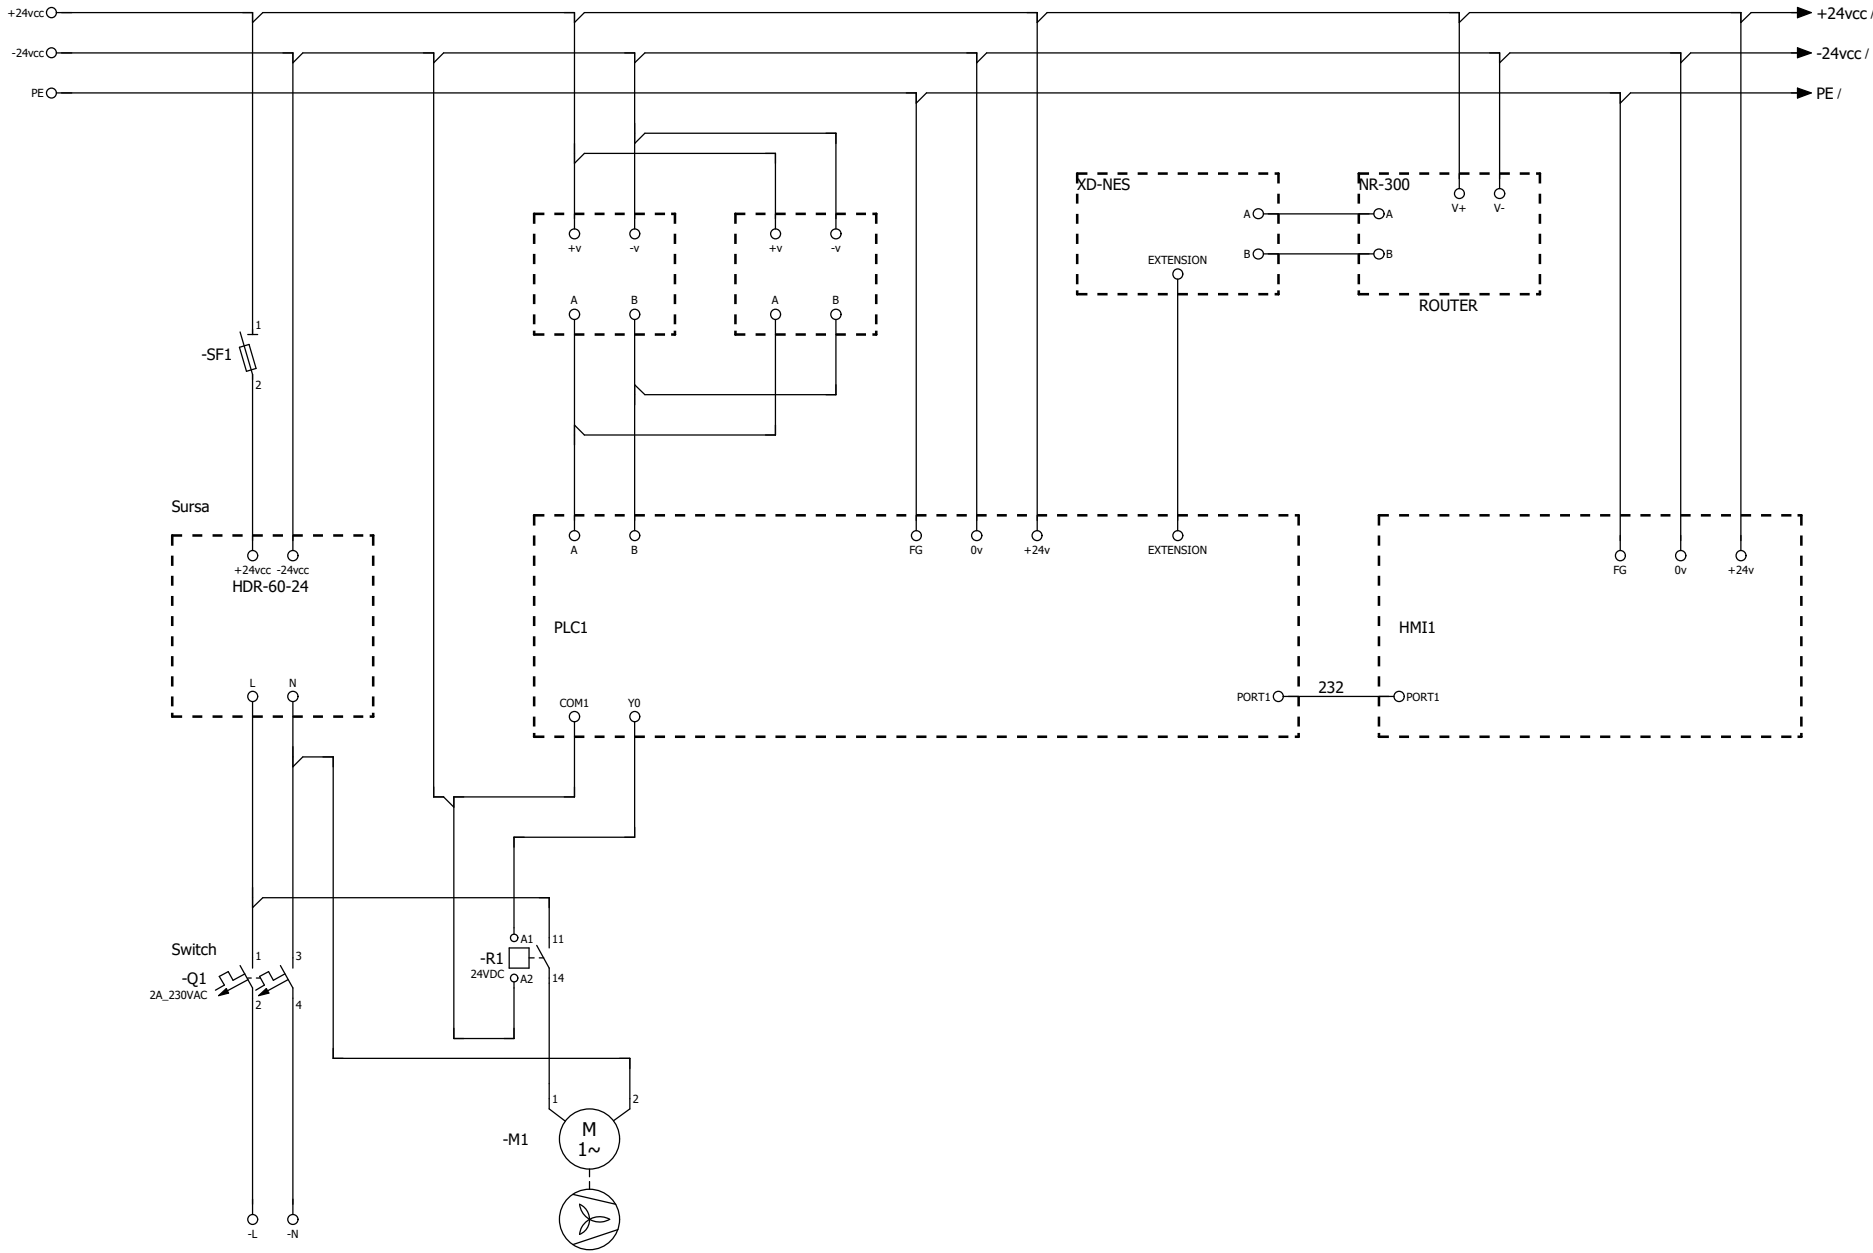 +24vcc
+24vcc /
-24vcc
-24vcc /
PE
PE /
XD-NES
NR-300
V+ V-
A A
+v -v +v -v
B B
EXTENSION
A B A B
ROUTER
1
-SF1
2
Sursa
+24vcc -24vcc
HDR-60-24
A B FG 0v +24v EXTENSION
FG 0v +24v
PLC1
HMI1
L N
232
PORT1 PORT1
COM1 Y0
Switch
1 3
-Q1
2A_230VAC
2 4
A1 11
-R1
24VDC
A2 14
1 2
-M1
M
1~
-L -N